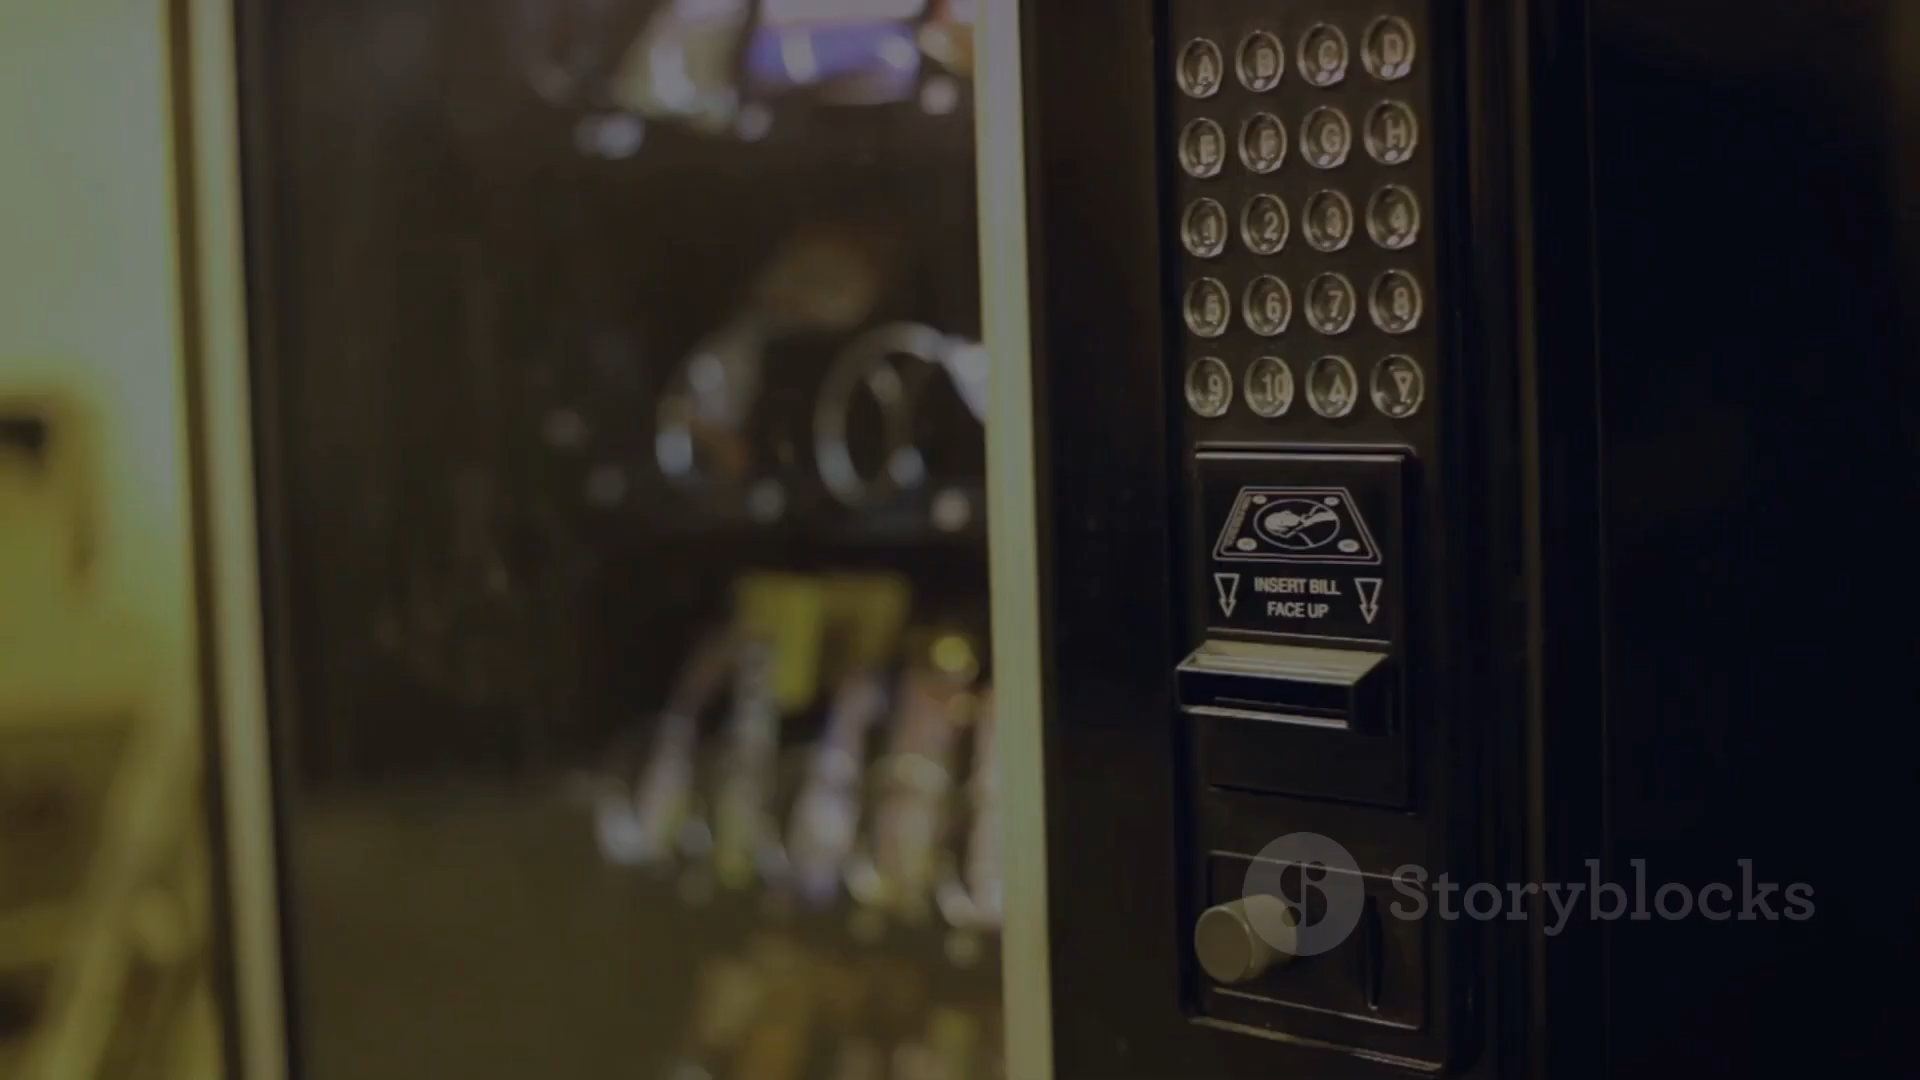 A B C D
E F G H
1 2 3 4
5 6 7 8
9 10
INSERT BILL
FACE UP
Storyblocks